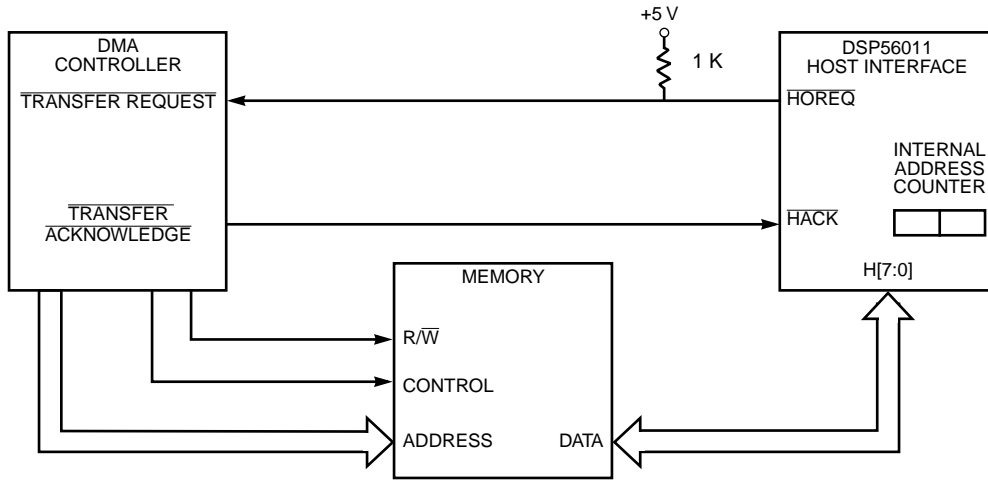 DMA
CONTROLLER
TRANSFER REQUEST
TRANSFER
ACKNOWLEDGE
+5 V
1 K
DSP56011
HOST INTERFACE
HOREQ
INTERNAL
ADDRESS
COUNTER
HACK
H[7:0]
MEMORY
R/W
CONTROL
ADDRESS
DATA